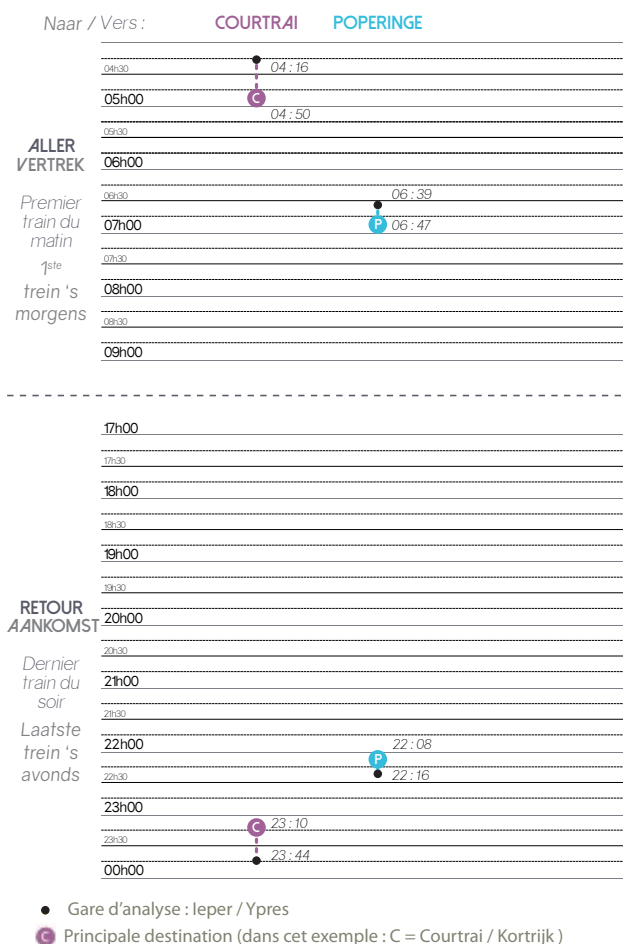 Naar / Vers : COURTRAI POPERINGE
04h30 04 : 16
05h00 C
04 : 50
05h30
ALLER
VERTREK 06h00
06h30 06 : 39
Premier
train du
matin
07h00 P 06 : 47
07h30
1ste
trein ‘s
morgens
08h00
08h30
09h00
17h00
17h30
18h00
18h30
19h00
19h30
RETOUR
AANKOMST 20h00
20h30
Dernier
train du
soir
21h00
21h30
Laatste
trein ‘s
avonds
22h00 22 : 08
P
22h30 22 : 16
23h00
C 23 : 10
23h30
23 : 44
00h00
Gare d’analyse : Ieper / Ypres
C Principale destination (dans cet exemple : C = Courtrai / Kortrijk )